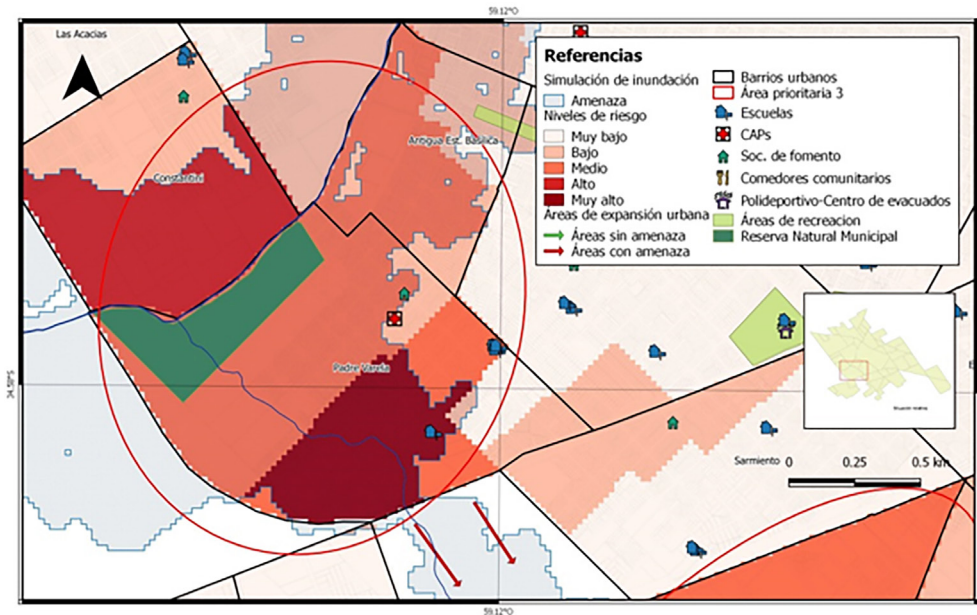 59.12°O
Las Acacias
Antigua Est. Basílica
Constantini
Padre Varela
34.58°S
Sarmiento
0 0.25 0.5 km
59.12°O
Referencias
Simulación de inundación
Amenaza
Niveles de riesgo
Muy bajo
Bajo
Medio
Alto
Muy alto
Áreas de expansión urbana
Áreas sin amenaza
Áreas con amenaza
Barrios urbanos
Área prioritaria 3
Escuelas
CAPs
Soc. de fomento
Comedores comunitarios
Polideportivo-Centro de evacuados
Áreas de recreacion
Reserva Natural Municipal